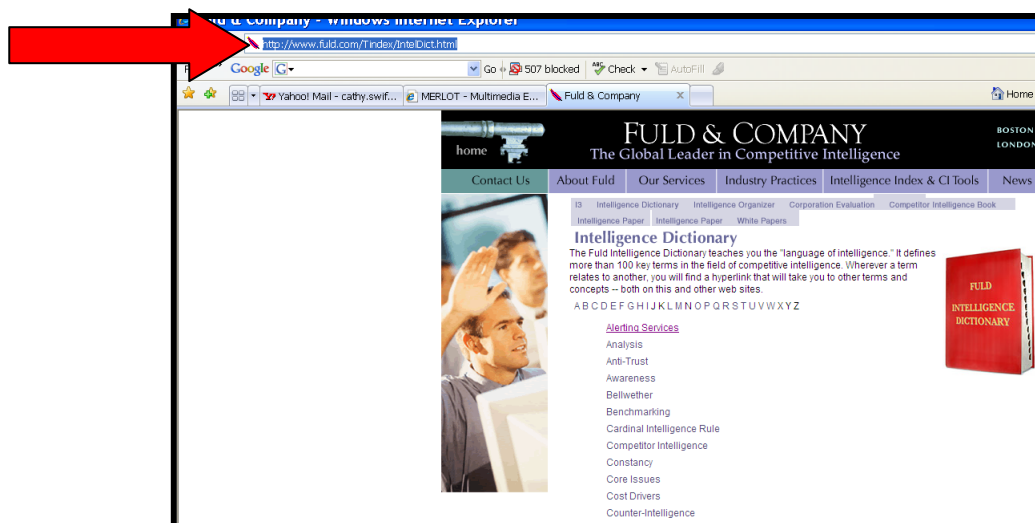 Fuld & Company - Windows Internet Explorer
http://www.fuld.com/Tindex/IntelDict.html
Google G Go 507 blocked ABC Check AutoFill
Yahoo! Mail - cathy.swif... MERLOT - Multimedia E... Fuld & Company x Home
home FULD & COMPANY BOSTON
The Global Leader in Competitive Intelligence LONDON
Contact Us About Fuld Our Services Industry Practices Intelligence Index & CI Tools News
I3 Intelligence Dictionary Intelligence Organizer Corporation Evaluation Competitor Intelligence Book
Intelligence Paper Intelligence Paper White Papers
Intelligence Dictionary
The Fuld Intelligence Dictionary teaches you the "language of intelligence." It defines
more than 100 key terms in the field of competitive intelligence. Wherever a term
relates to another, you will find a hyperlink that will take you to other terms and
concepts -- both on this and other web sites.
A B C D E F G H I J K L M N O P Q R S T U V W X Y Z
FULD
INTELLIGENCE
DICTIONARY
Alerting Services
Analysis
Anti-Trust
Awareness
Bellwether
Benchmarking
Cardinal Intelligence Rule
Competitor Intelligence
Constancy
Core Issues
Cost Drivers
Counter-Intelligence